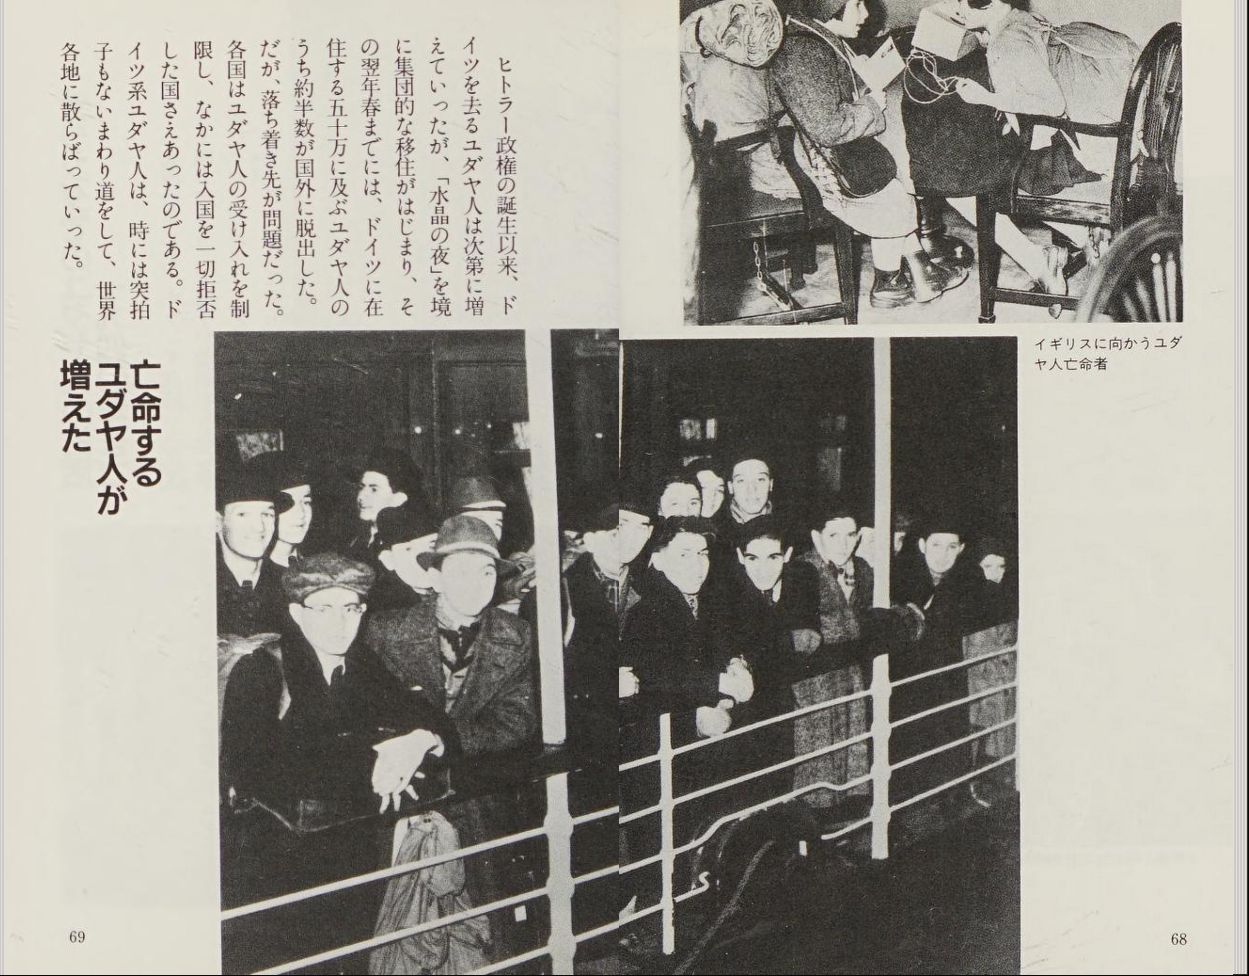 イギリスに向かうユダ
ヤ人亡命者
68
亡命する
ユダヤ人が
増えた
ヒトラー政権の誕生以来、ド
イツを去るユダヤ人は次第に増
えていったが、「水晶の夜」を境
に集団的な移住がはじまり、そ
の翌年春までには、ドイツに在
住する五十万に及ぶユダヤ人の
うち約半数が国外に脱出した。
だが、落ち着き先が問題だった。
各国はユダヤ人の受け入れを制
限し、なかには入国を一切拒否
した国さえあったのである。ド
イツ系ユダヤ人は、時には突拍
子もないまわり道をして、世界
各地に散らばっていった。
69